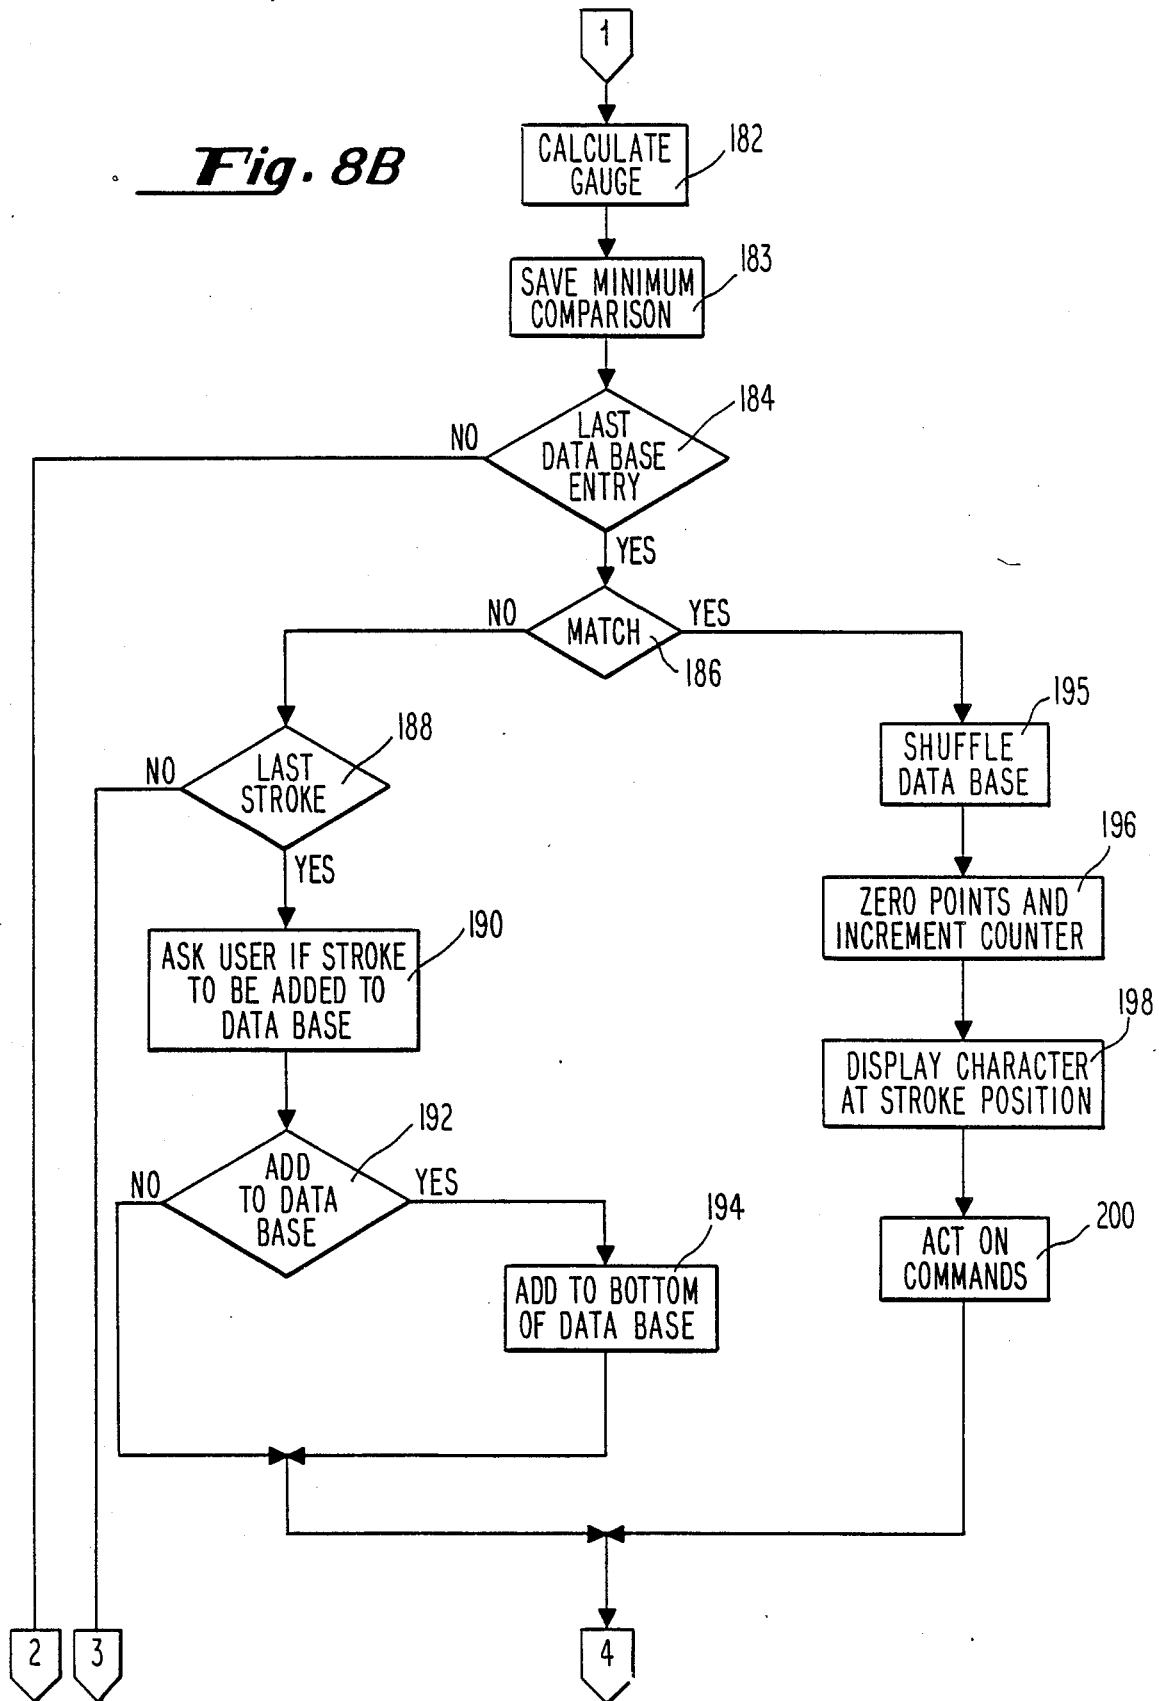 1
Fig. 8B
CALCULATE
GAUGE
182
SAVE MINIMUM
COMPARISON
183
LAST
DATA BASE
ENTRY
184
NO
YES
MATCH
186
NO
YES
LAST
STROKE
188
NO
YES
SHUFFLE
DATA BASE
195
ZERO POINTS AND
INCREMENT COUNTER
196
ASK USER IF STROKE
TO BE ADDED TO
DATA BASE
190
DISPLAY CHARACTER
AT STROKE POSITION
198
ADD
TO DATA
BASE
192
NO
YES
ADD TO BOTTOM
OF DATA BASE
194
ACT ON
COMMANDS
200
2
3
4